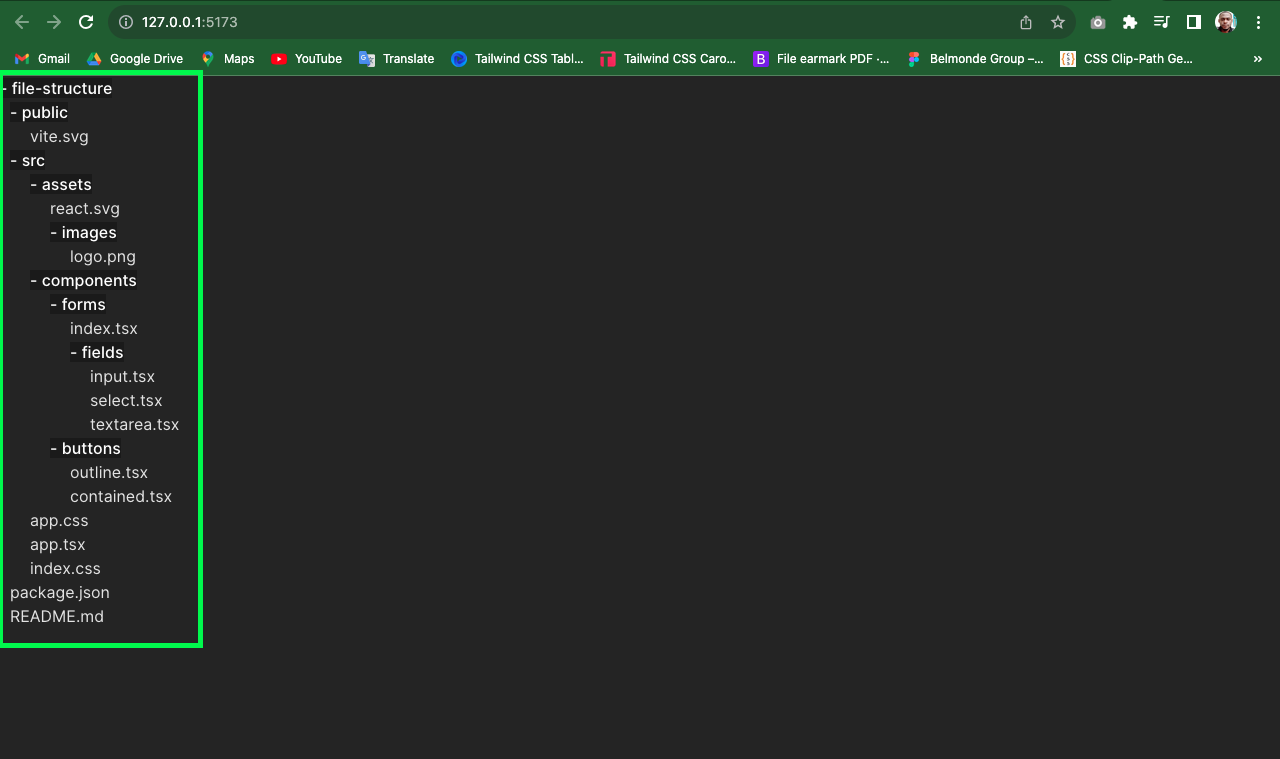 127.0.0.1:5173
Gmail Google Drive Maps YouTube Translate Tailwind CSS Tabl... Tailwind CSS Caro... B File earmark PDF ·... Belmonde Group –... CSS Clip-Path Ge... »
- file-structure
- public
vite.svg
- src
- assets
react.svg
- images
logo.png
- components
- forms
index.tsx
- fields
input.tsx
select.tsx
textarea.tsx
- buttons
outline.tsx
contained.tsx
app.css
app.tsx
index.css
package.json
README.md